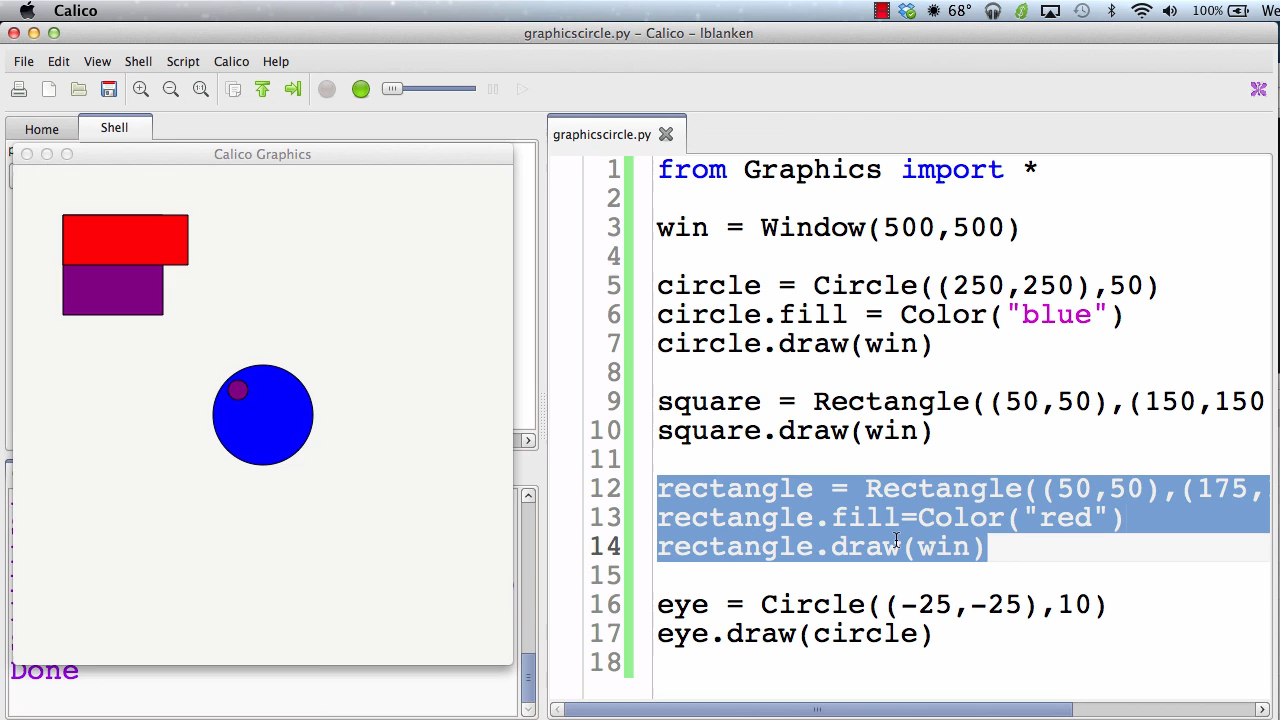 Calico
68°
100%
We
graphicscircle.py - Calico - lblanken
File Edit View Shell Script Calico Help
Home
Shell
Calico Graphics
Done
graphicscircle.py
1 from Graphics import *
2
3 win = Window(500,500)
4
5 circle = Circle((250,250),50)
6 circle.fill = Color("blue")
7 circle.draw(win)
8
9 square = Rectangle((50,50),(150,150
10 square.draw(win)
11
12 rectangle = Rectangle((50,50),(175,
13 rectangle.fill=Color("red")
14 rectangle.draw(win)
15
16 eye = Circle((-25,-25),10)
17 eye.draw(circle)
18